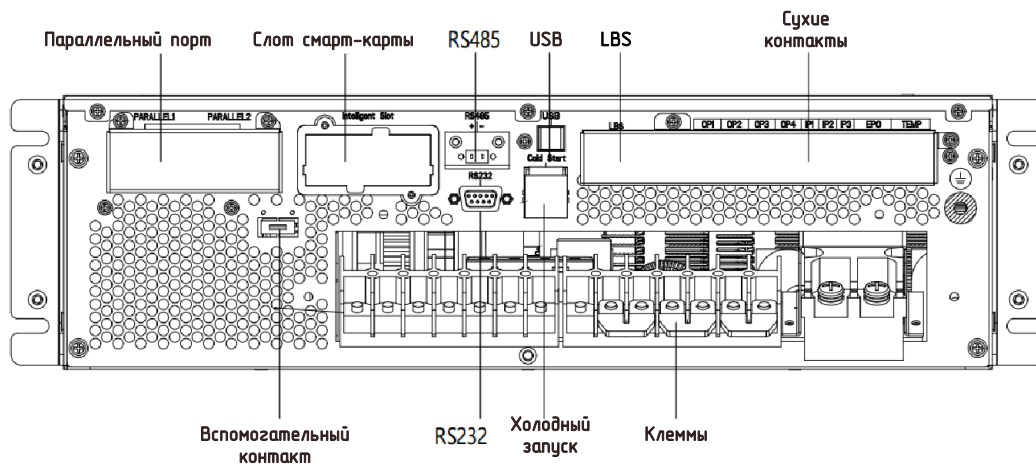 Параллельный порт
Слот смарт-карты
RS485
USB
LBS
Сухие
контакты
PARALLEL1
PARALLEL2
Intelligent Slot
RS485
+ -
USB
LBS
OP1 OP2 OP3 OP4 IP1 IP2 IP3 EPO TEMP
Cold Start
RS232
Вспомогательный
контакт
RS232
Холодный
запуск
Клеммы